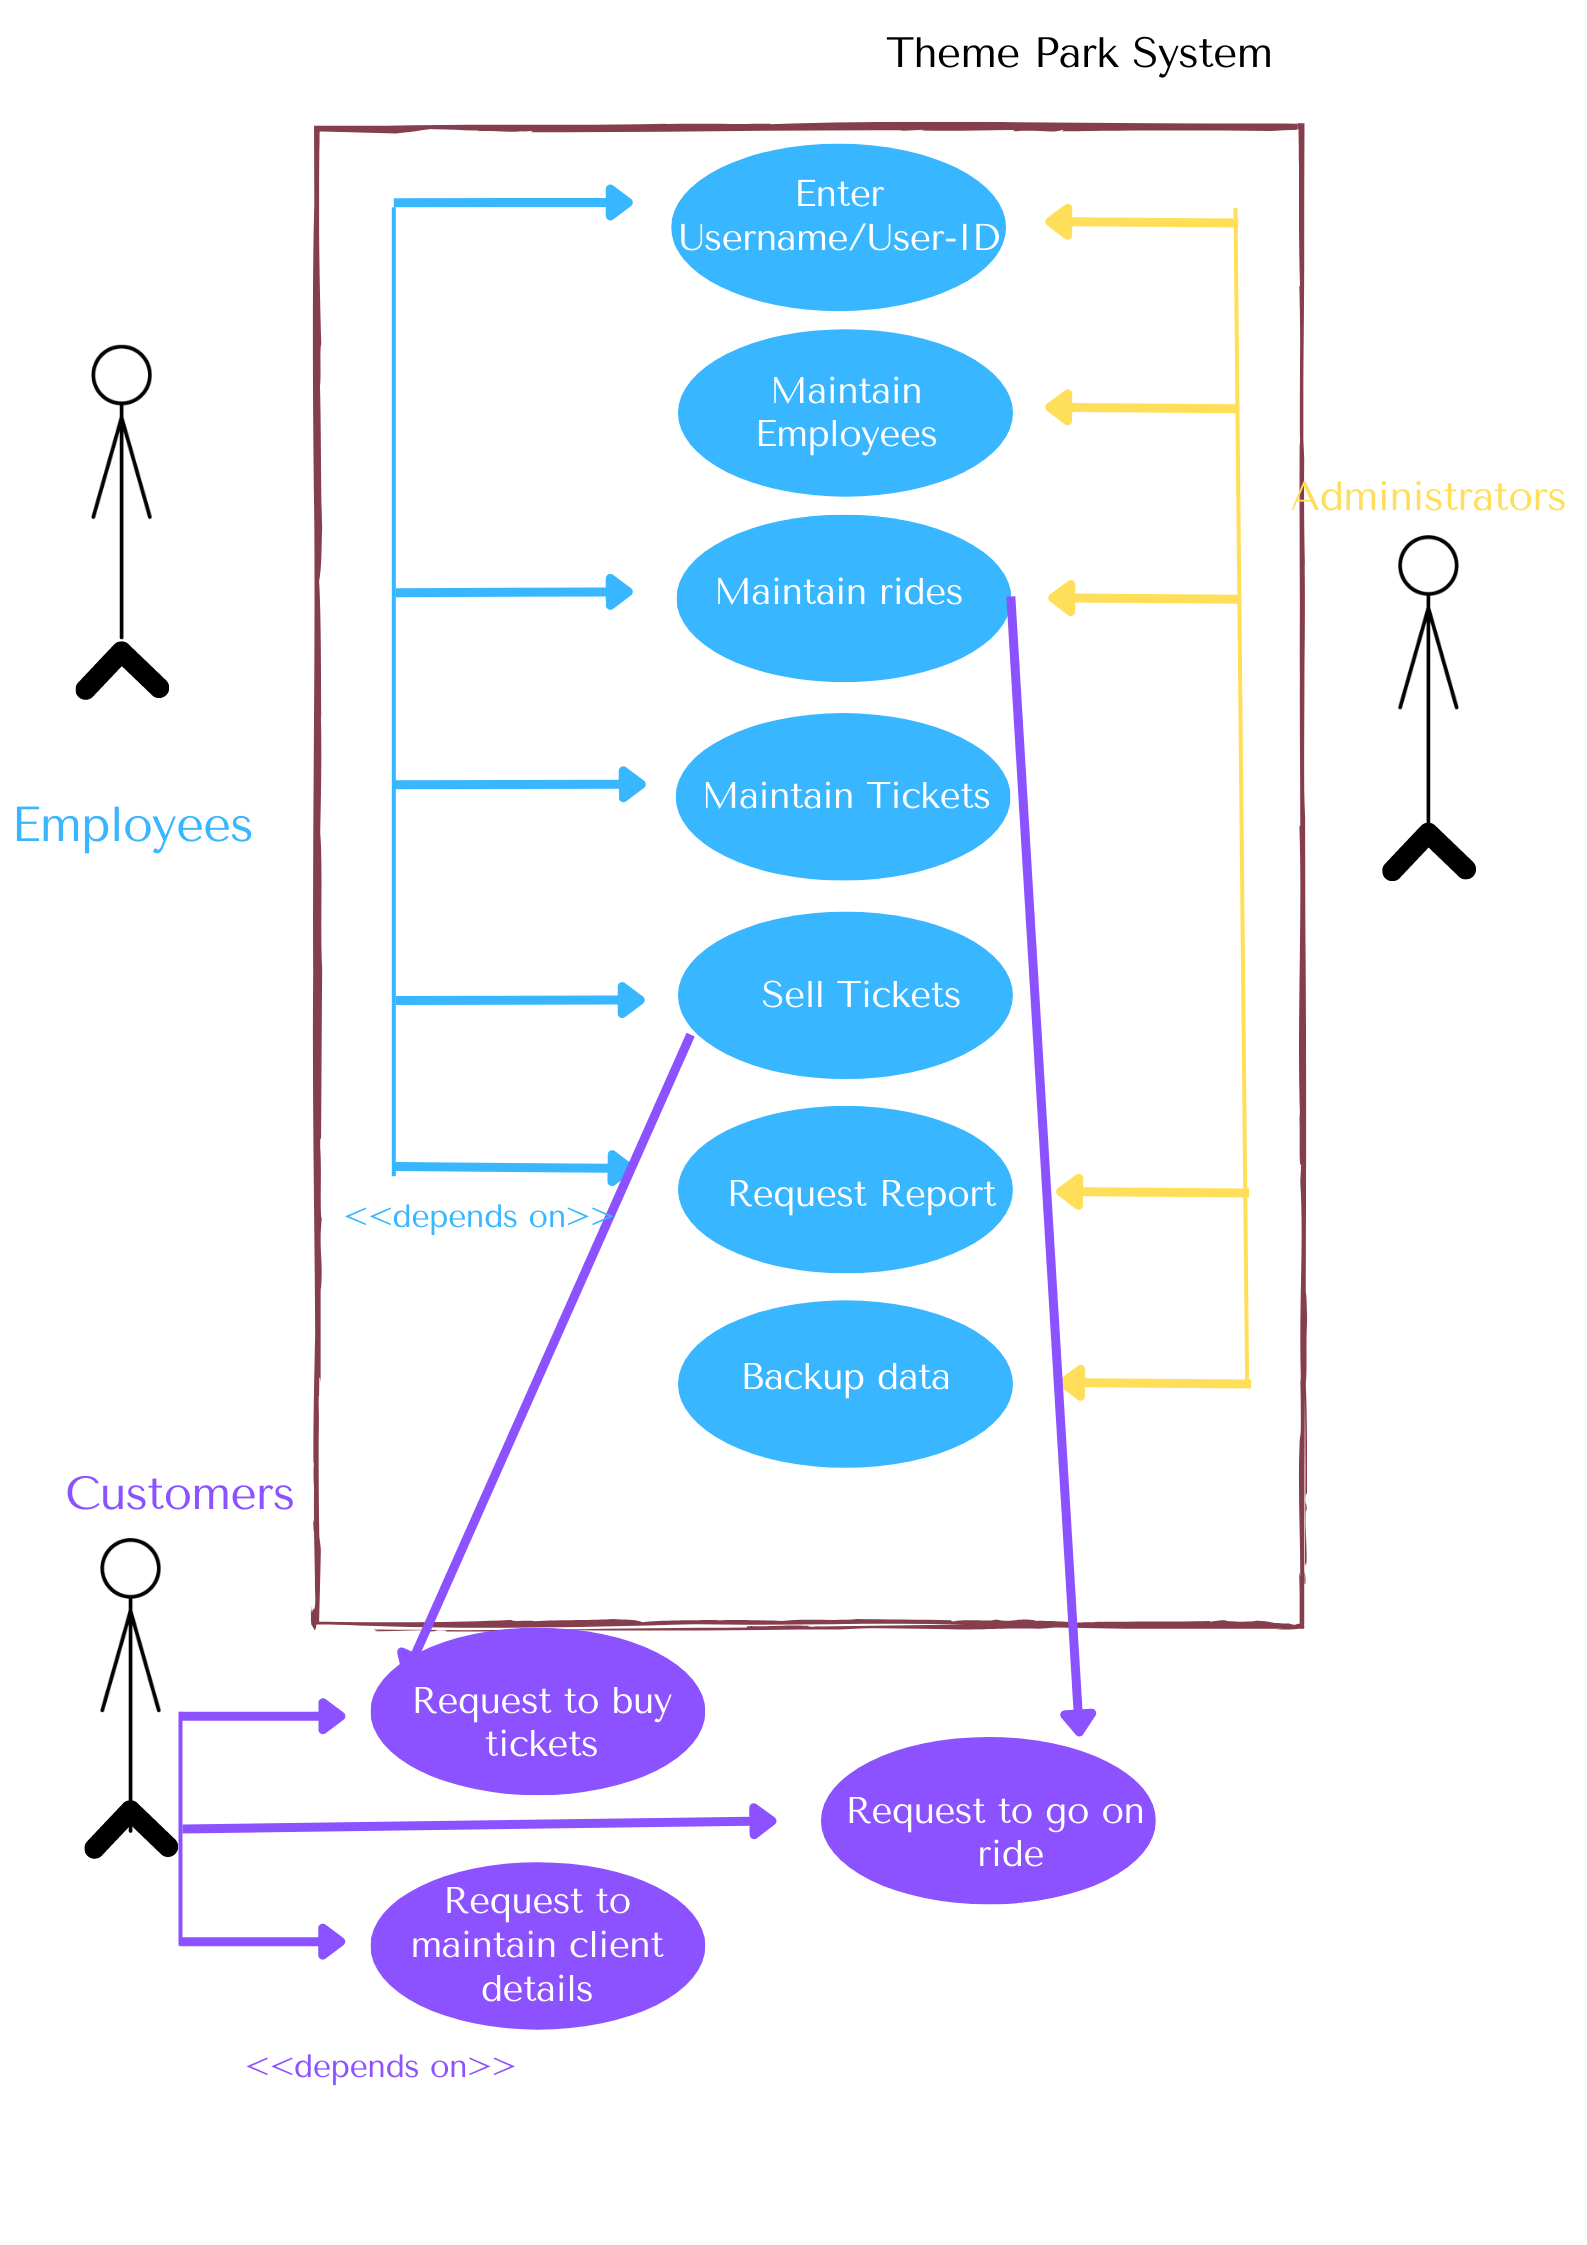 Theme Park System
Enter
Username/User-ID
Maintain
Employees
Administrators
Maintain rides
Maintain Tickets
Employees
Sell Tickets
Request Report
<<depends on>>
Backup data
Customers
Request to buy
tickets
Request to go on
ride
Request to
maintain client
details
<<depends on>>